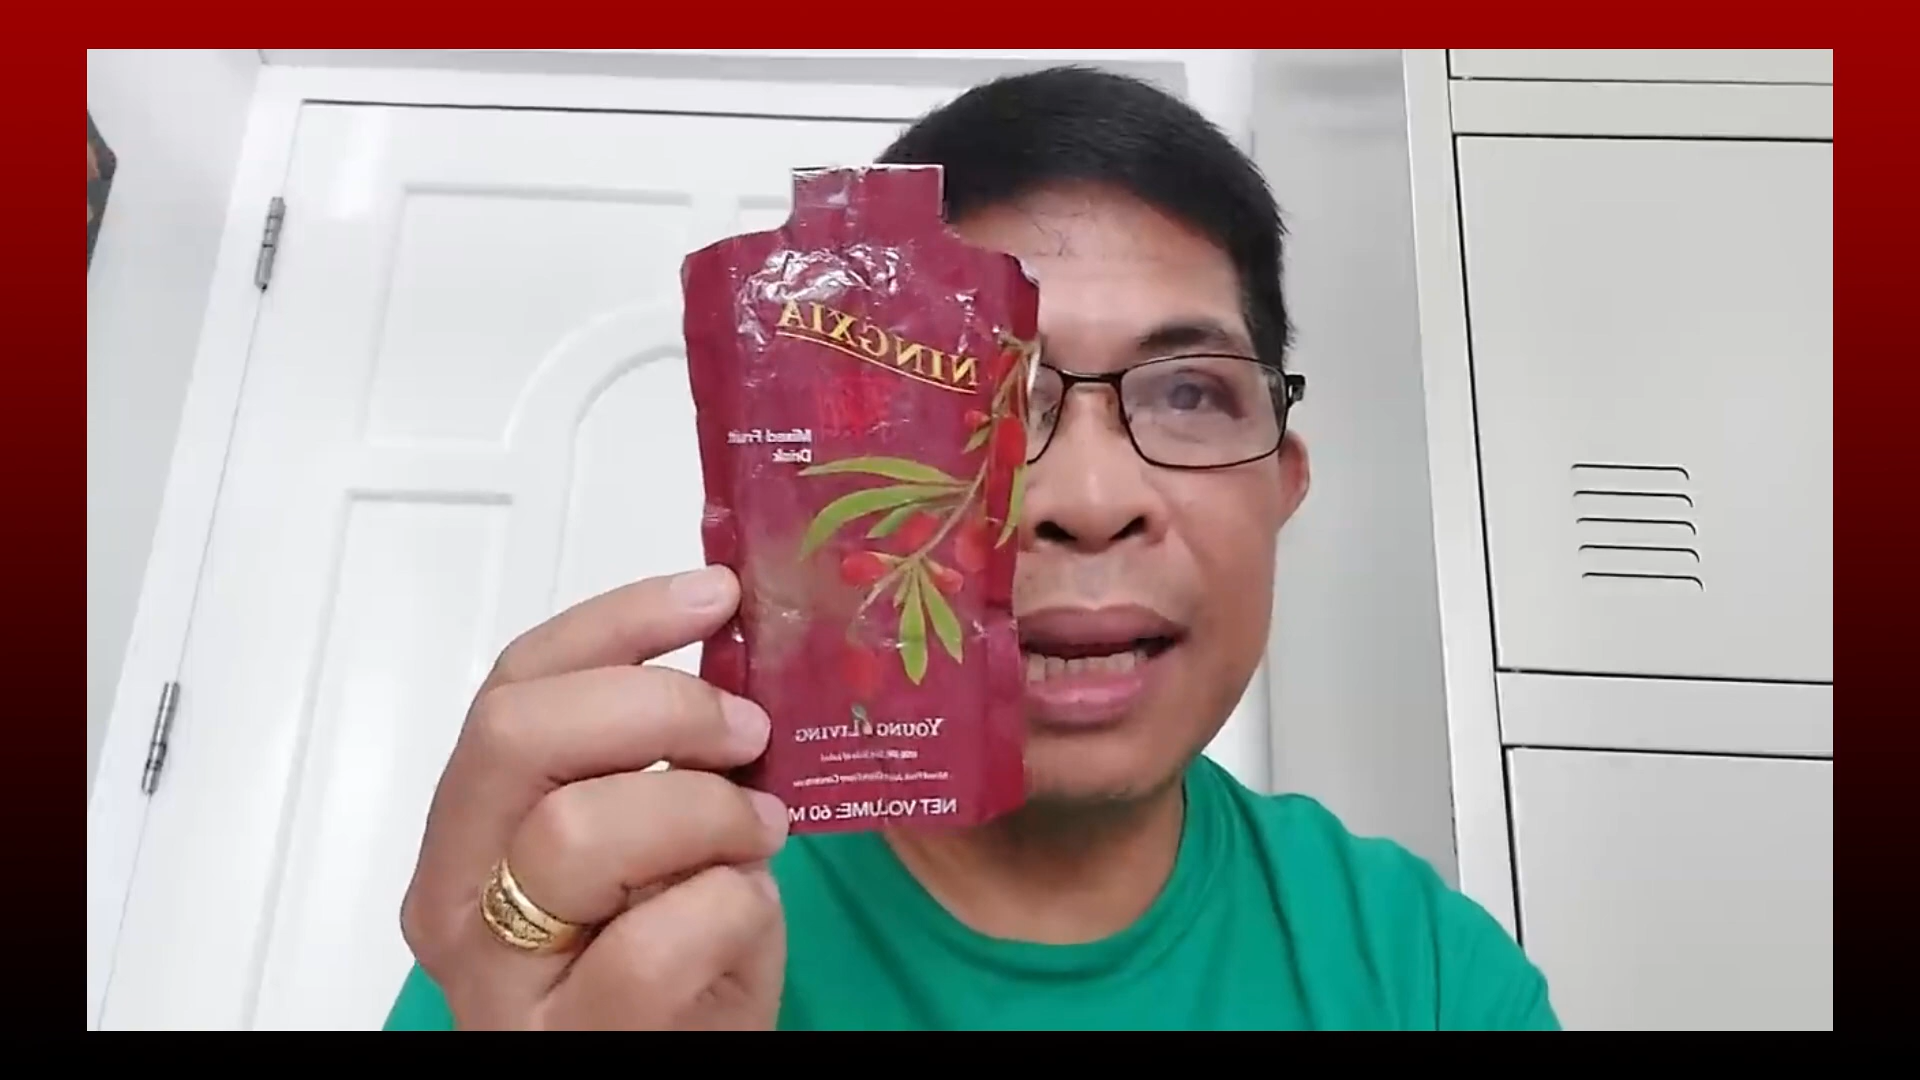 NINGXIA
Mixed Fruit
Drink
YOUNG LIVING
NET VOLUME: 60 M